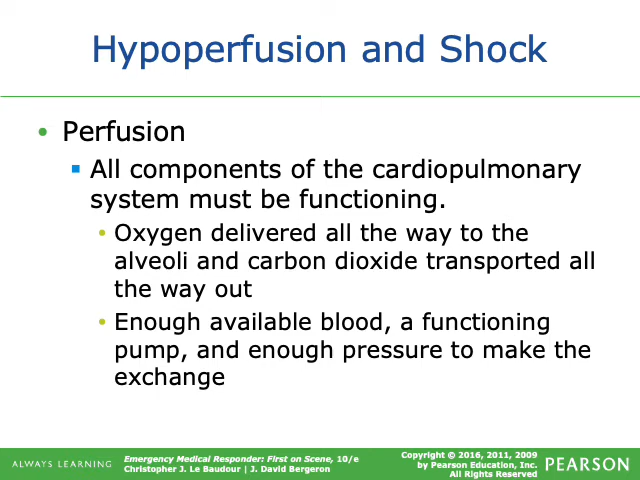 Hypoperfusion and Shock
• Perfusion
▪ All components of the cardiopulmonary
system must be functioning.
• Oxygen delivered all the way to the
alveoli and carbon dioxide transported all
the way out
• Enough available blood, a functioning
pump, and enough pressure to make the
exchange
ALWAYS LEARNING
Emergency Medical Responder: First on Scene, 10/e
Christopher J. Le Baudour | J. David Bergeron
Copyright © 2016, 2011, 2009
by Pearson Education, Inc.
All Rights Reserved
PEARSON